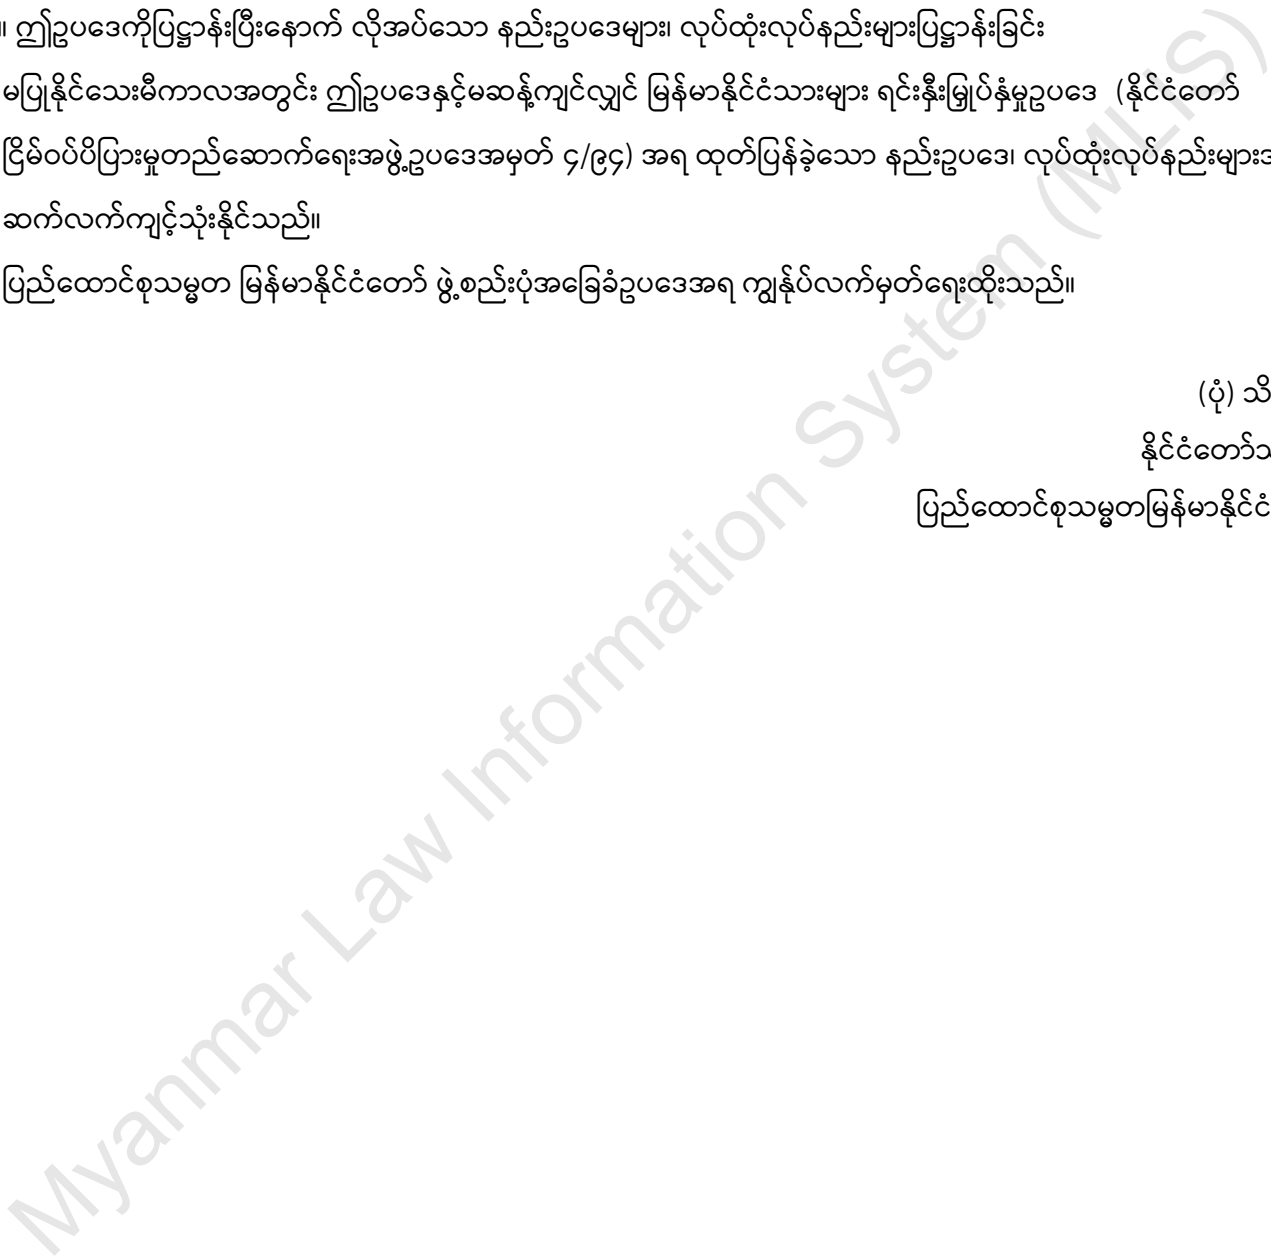 ။ ဤဥပဒေကိုပြဋ္ဌာန်းပြီးနောက် လိုအပ်သော နည်းဥပဒေများ၊ လုပ်ထုံးလုပ်နည်းများပြဋ္ဌာန်းခြင်း
မပြုနိုင်သေးမီကာလအတွင်း ဤဥပဒေနှင့်မဆန့်ကျင်လျှင် မြန်မာနိုင်ငံသားများ ရင်းနှီးမြှုပ်နှံမှုဥပဒေ (နိုင်ငံတော်
ငြိမ်ဝပ်ပိပြားမှုတည်ဆောက်ရေးအဖွဲ့ဥပဒေအမှတ် ၄/၉၄) အရ ထုတ်ပြန်ခဲ့သော နည်းဥပဒေ၊ လုပ်ထုံးလုပ်နည်းများ
ဆက်လက်ကျင့်သုံးနိုင်သည်။
ပြည်ထောင်စုသမ္မတ မြန်မာနိုင်ငံတော် ဖွဲ့စည်းပုံအခြေခံဥပဒေအရ ကျွန်ုပ်လက်မှတ်ရေးထိုးသည်။
(ပုံ) သိ
နိုင်ငံတော်သ
ပြည်ထောင်စုသမ္မတမြန်မာနိုင်ငံ
Myanmar Law Information System (MLIS)